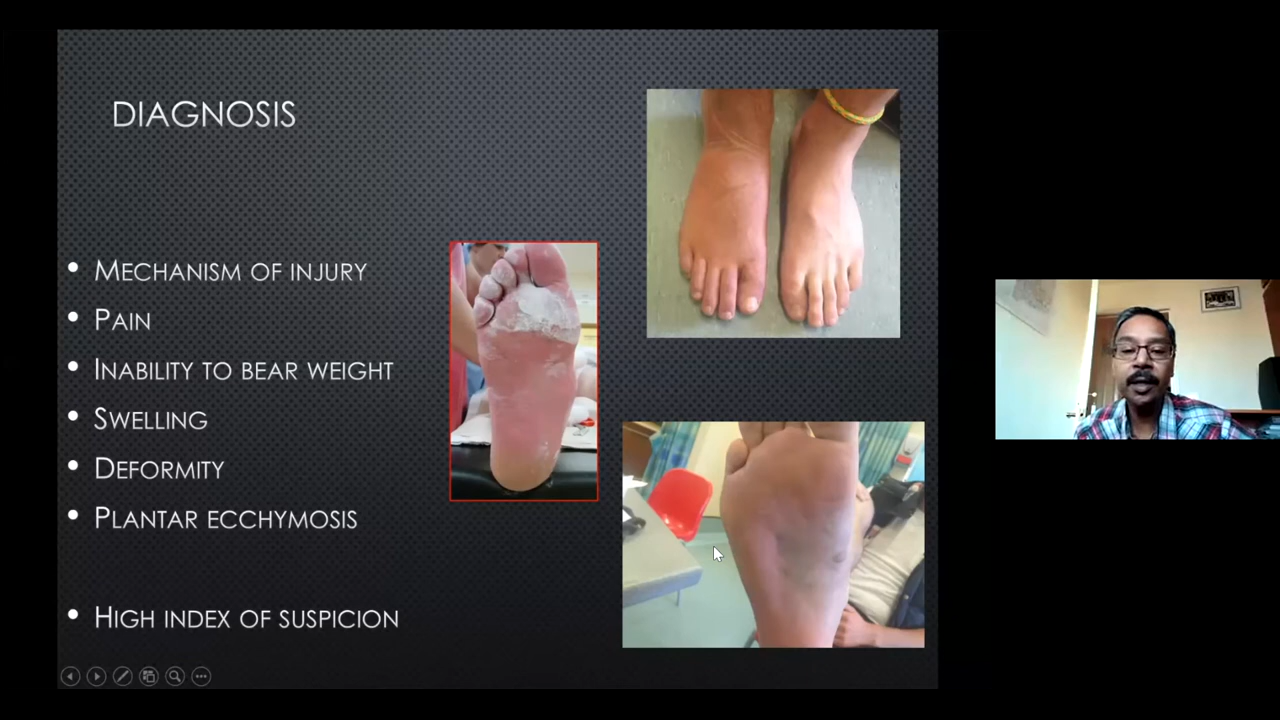 DIAGNOSIS
MECHANISM OF INJURY
PAIN
INABILITY TO BEAR WEIGHT
SWELLING
DEFORMITY
PLANTAR ECCHYMOSIS
HIGH INDEX OF SUSPICION